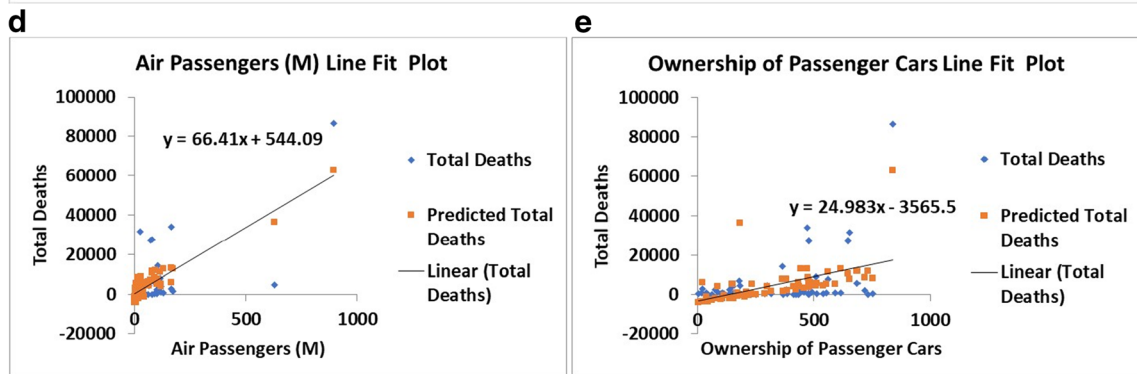 d
Air Passengers (M) Line Fit Plot
Total Deaths
100000
80000
60000
40000
20000
0
-20000
0
500
1000
y = 66.41x + 544.09
Total Deaths
Predicted Total
Deaths
Linear (Total
Deaths)
Air Passengers (M)
e
Ownership of Passenger Cars Line Fit Plot
Total Deaths
100000
80000
60000
40000
20000
0
-20000
0
500
1000
y = 24.983x - 3565.5
Total Deaths
Predicted Total
Deaths
Linear (Total
Deaths)
Ownership of Passenger Cars